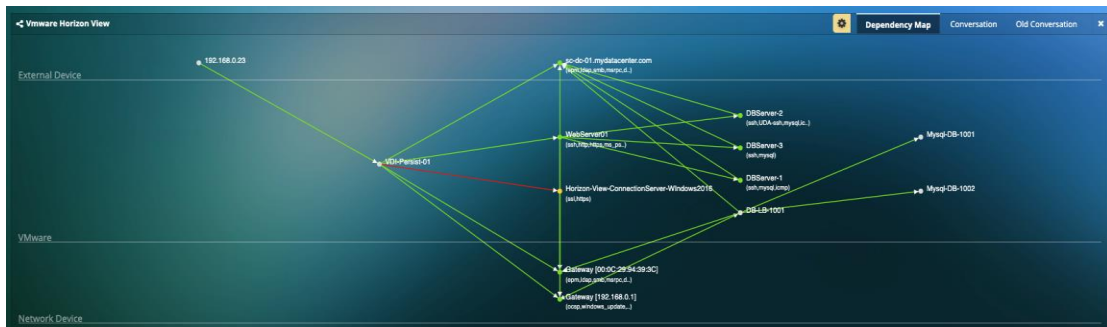 Vmware Horizon View
Dependency Map
Conversation
Old Conversation
192.168.0.23
sc-dc-01.mydatacenter.com
(epm,ldap,smb,msrpc,d..)
External Device
DBServer-2
(ssh,UDA-ssh,mysql,ic..)
WebServer01
(ssh,http,https,ms_ps..)
Mysql-DB-1001
DBServer-3
(ssh,mysql)
VDI-Persist-01
DBServer-1
(ssh,mysql,icmp)
Horizon-View-ConnectionServer-Windows2016
(ssl,https)
Mysql-DB-1002
DB-LB-1001
VMware
Gateway [00:0C:29:94:39:3C]
(epm,ldap,smb,msrpc,d..)
Gateway [192.168.0.1]
(ocsp,windows_update,..)
Network Device